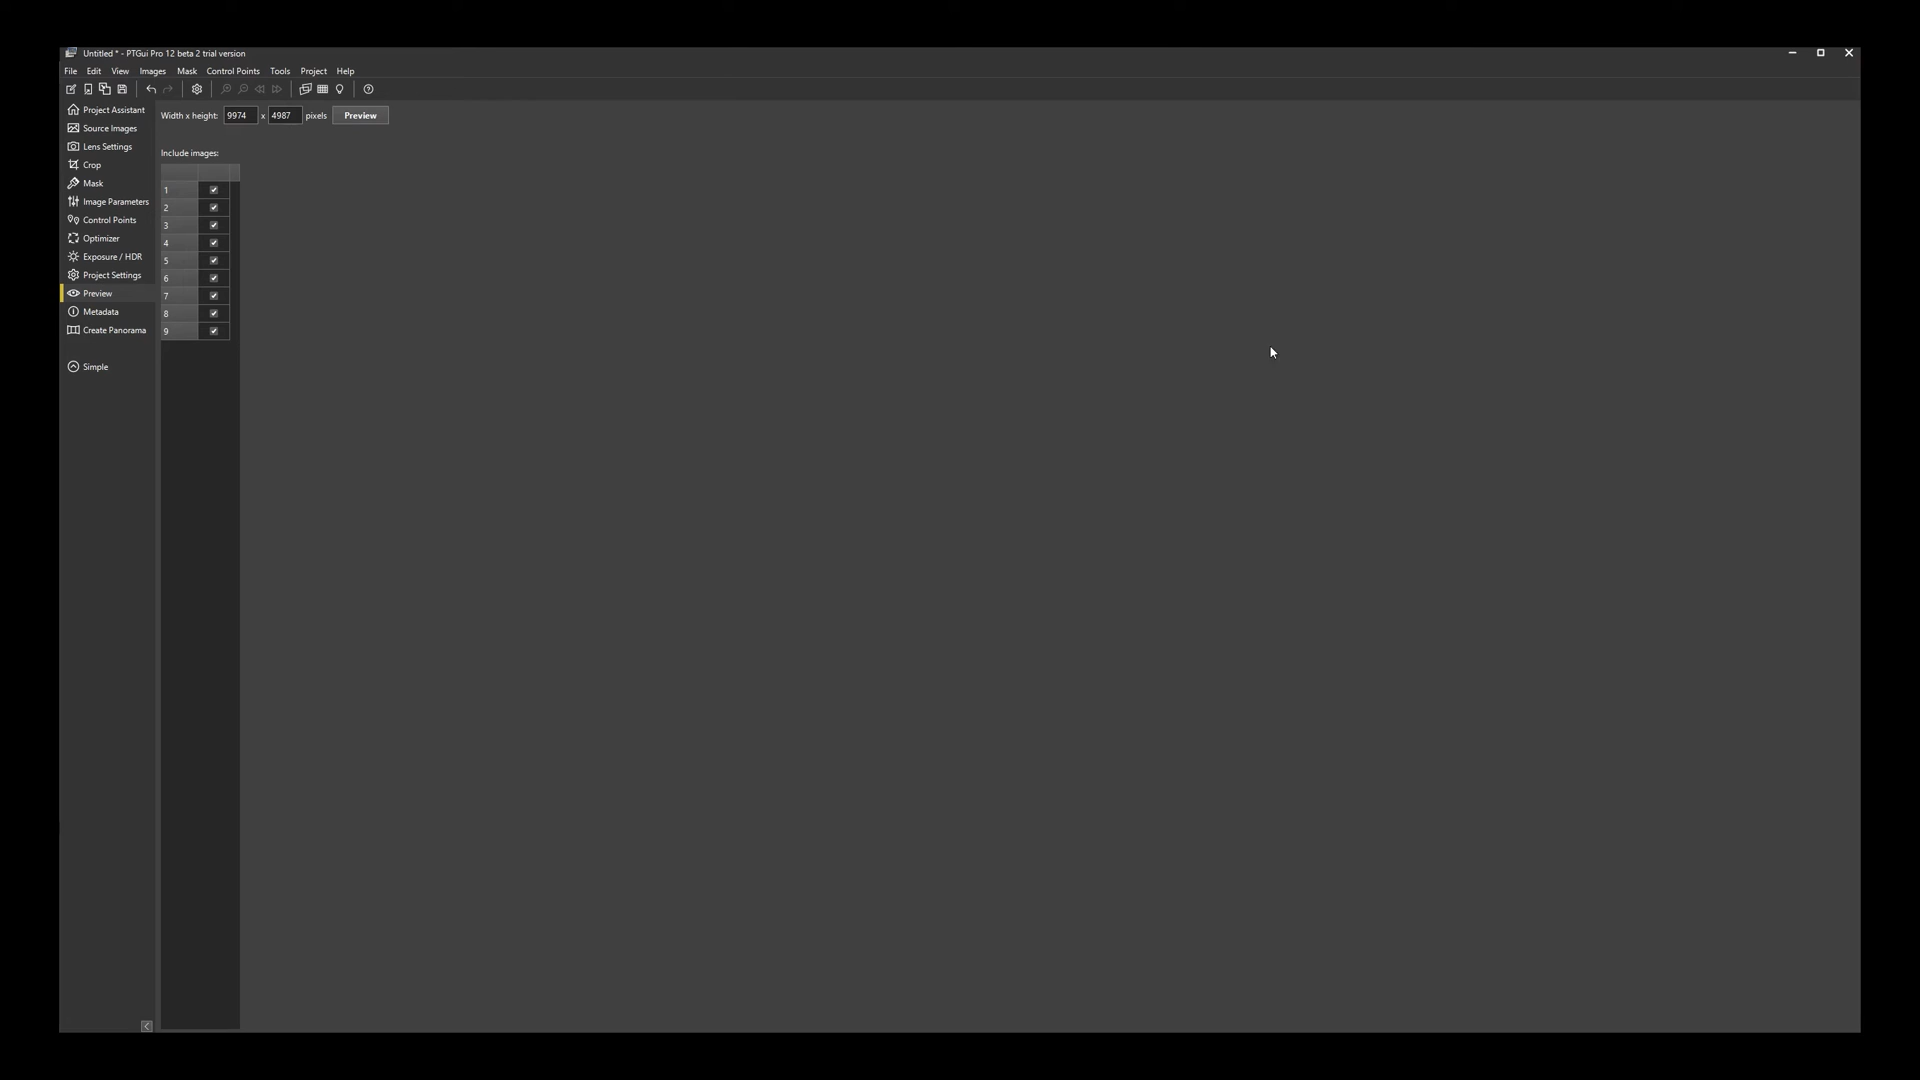 Untitled * - PTGui Pro 12 beta 2 trial version
File Edit View Images Mask Control Points Tools Project Help
Project Assistant
Source Images
Lens Settings
Crop
Mask
Image Parameters
Control Points
Optimizer
Exposure / HDR
Project Settings
Preview
Metadata
Create Panorama
Simple
Width x height: 9974 x 4987 pixels Preview
Include images:
1
2
3
4
5
6
7
8
9